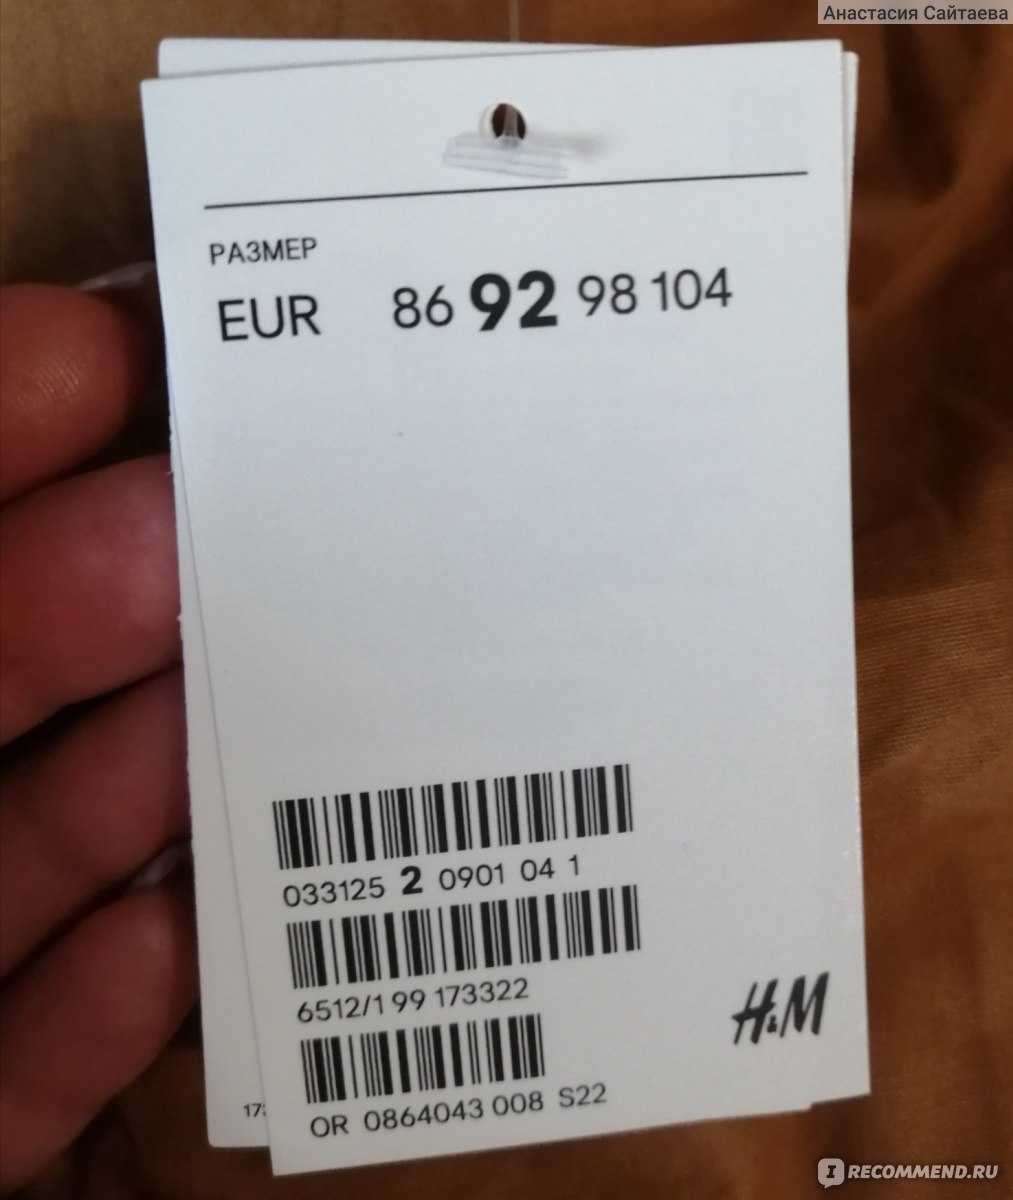 Анастасия Сайтаева
РАЗМЕР
EUR 86 92 98 104
033125 2 0901 04 1
6512/1 99 173322
H&M
OR 0864043 008 S22
IRECOMMEND.RU